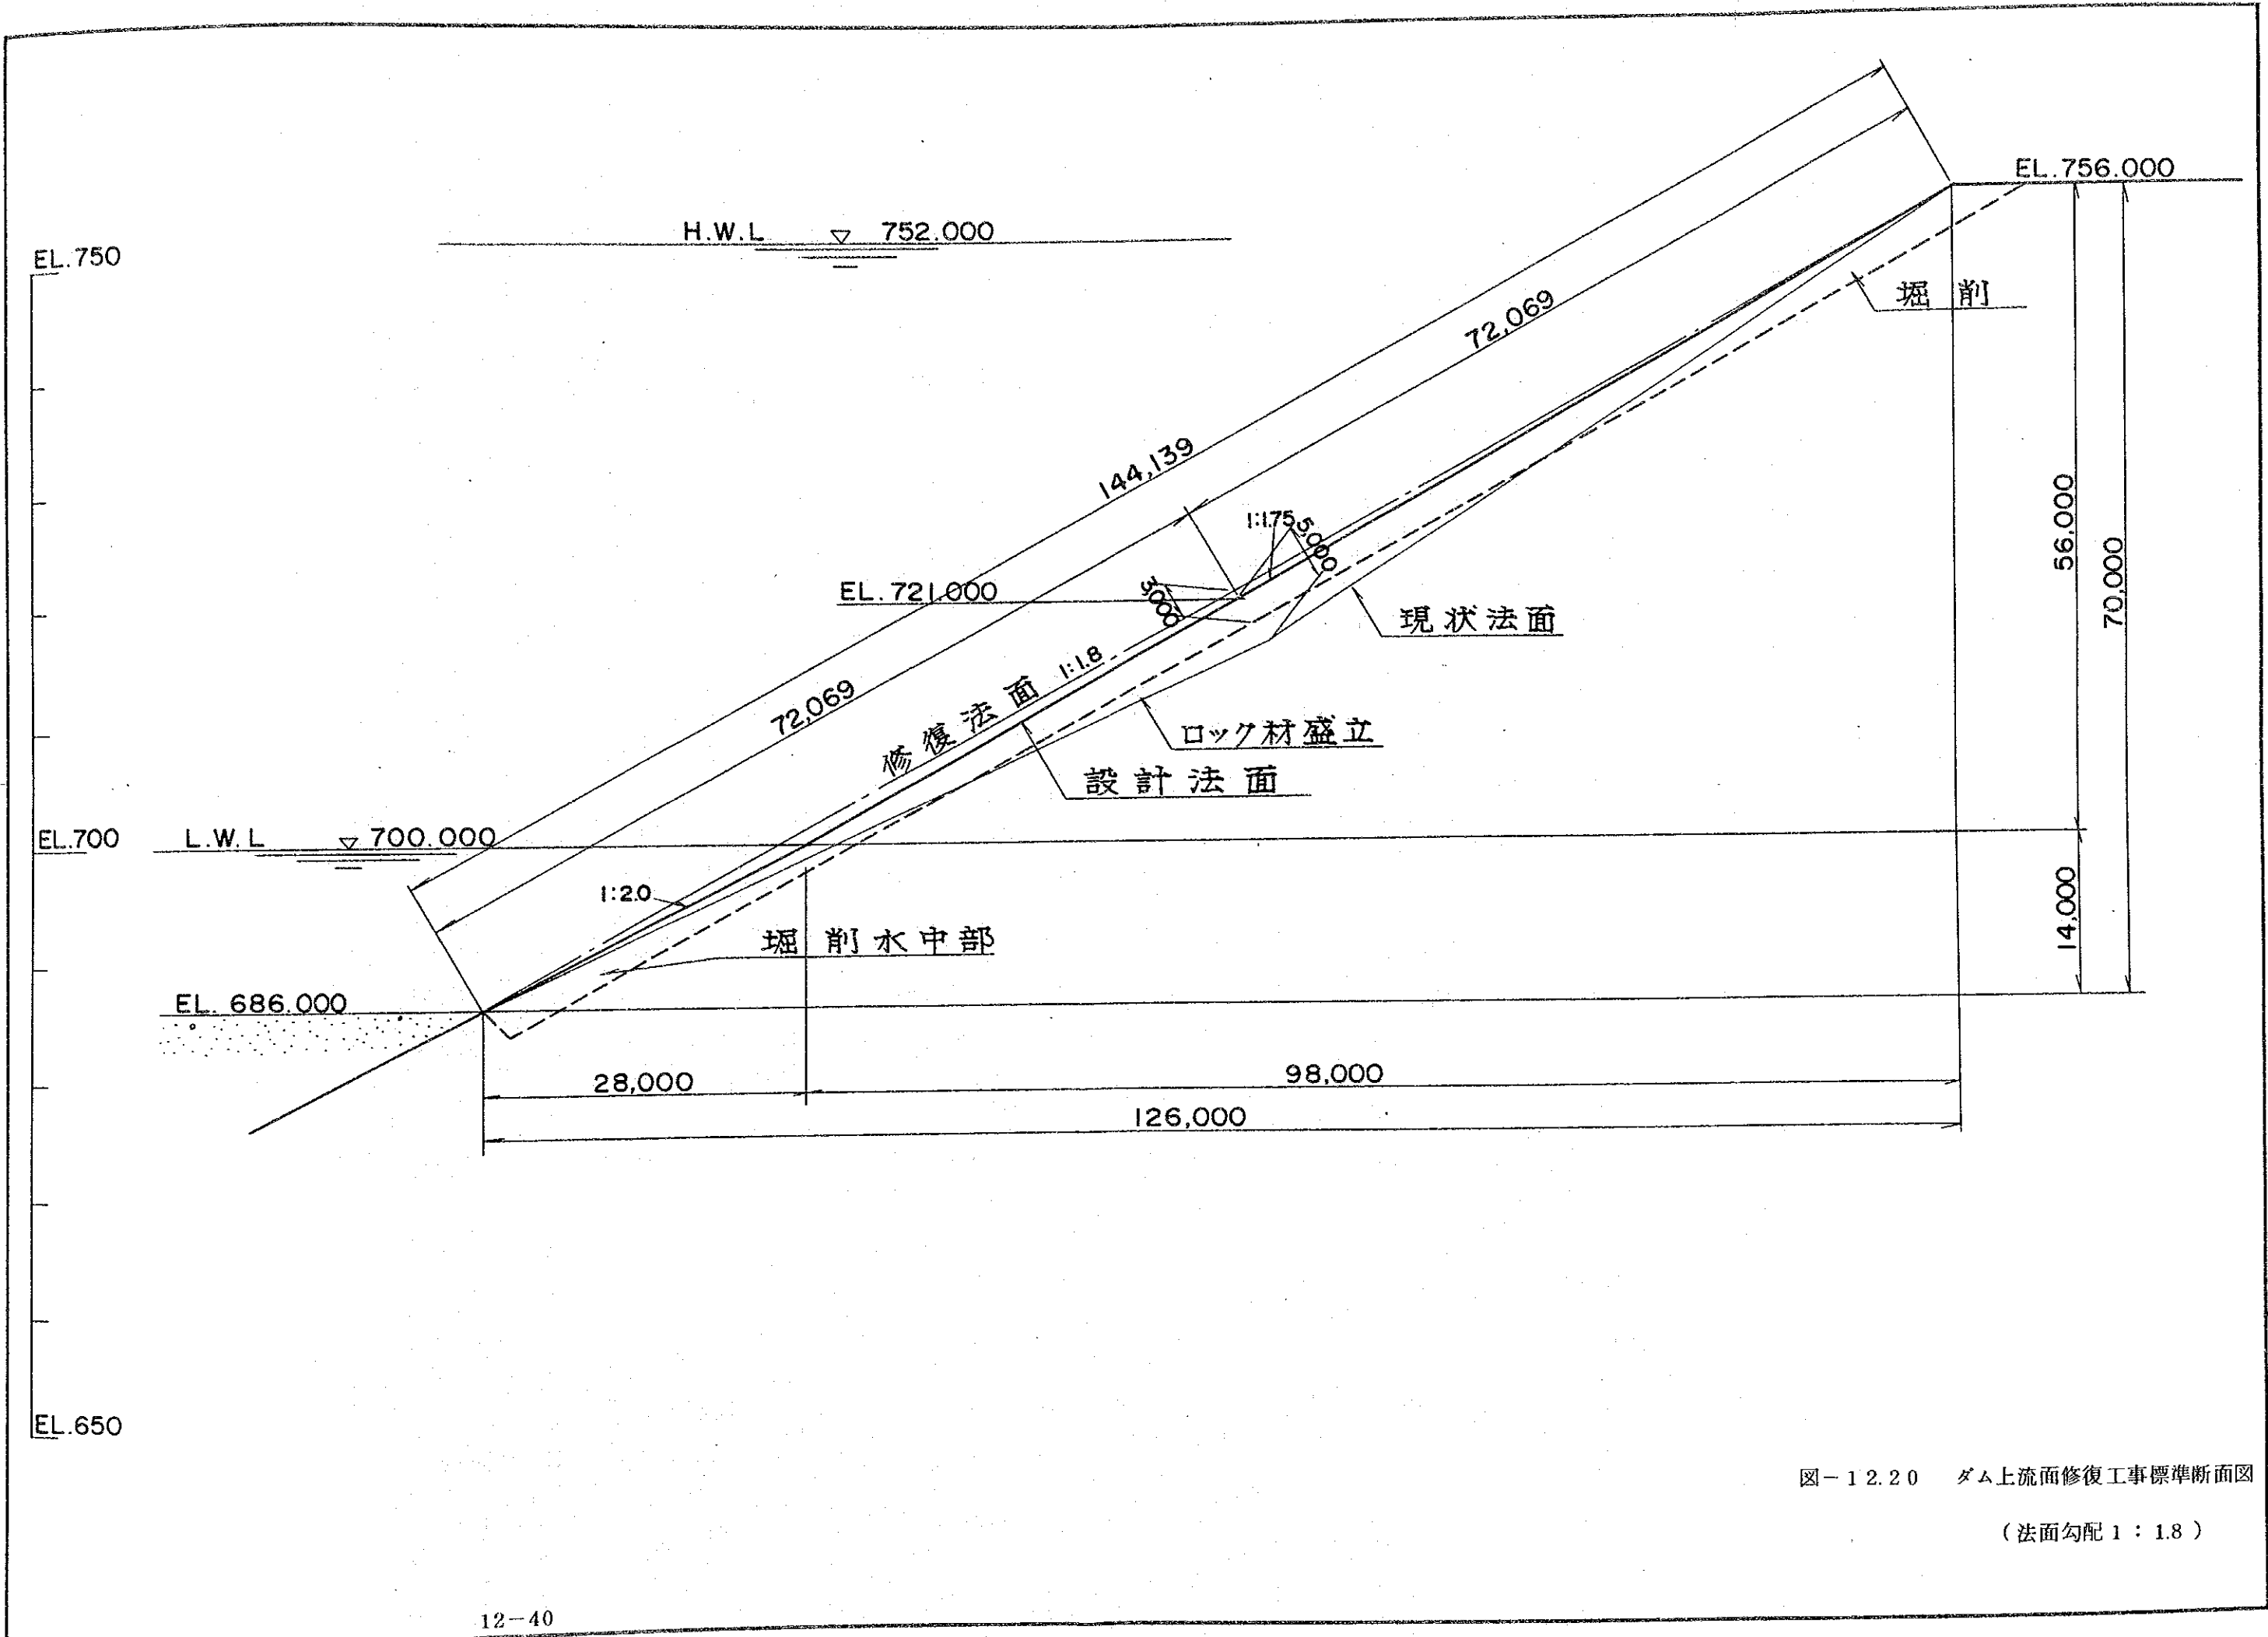 EL.756.000
H.W.L ▽ 752.000
EL.750
堀削
72,069
144,139
1:1.75
5,000
56.000
70,000
EL.721.000
3,000
現状法面
1:1.8
修復法面
72,069
ロック材盛立
設計法面
EL.700
L.W.L ▽ 700.000
1:2.0
14,000
堀削水中部
EL. 686.000
28,000
98,000
126,000
EL.650
図-12.20 ダム上流面修復工事標準断面図
(法面勾配1:1.8)
12-40